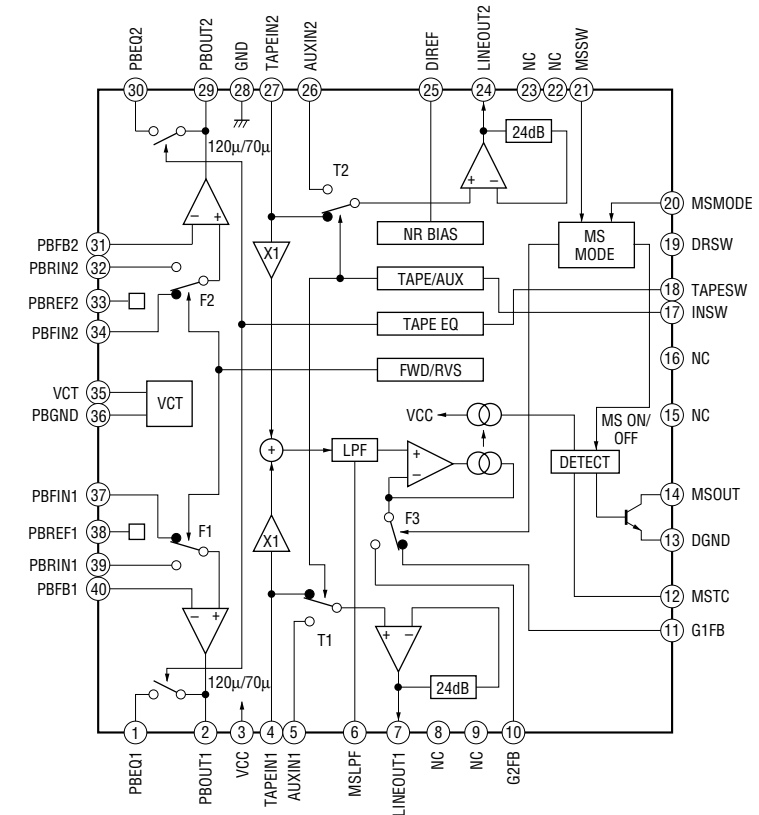 PBEQ2
PBOUT2
GND
TAPEIN2
AUXIN2
DIREF
LINEOUT2
NC
NC
MSSW
30
29
28
27
26
25
24
23
22
21
120μ/70μ
24dB
T2
+ −
20 MSMODE
MS MODE
19 DRSW
− +
PBFB2 31
NR BIAS
PBRIN2 32
X1
TAPE/AUX
18 TAPESW
PBREF2 33
F2
17 INSW
PBFIN2 34
TAPE EQ
16 NC
FWD/RVS
VCT 35
VCT
VCC
15 NC
PBGND 36
MS ON/
OFF
+
LPF
+
−
DETECT
PBFIN1 37
14 MSOUT
PBREF1 38
F1
X1
F3
13 DGND
PBRIN1 39
PBFB1 40
12 MSTC
− +
T1
+ −
11 G1FB
120μ/70μ
24dB
1
2
3
4
5
6
7
8
9
10
PBEQ1
PBOUT1
VCC
TAPEIN1
AUXIN1
MSLPF
LINEOUT1
NC
NC
G2FB